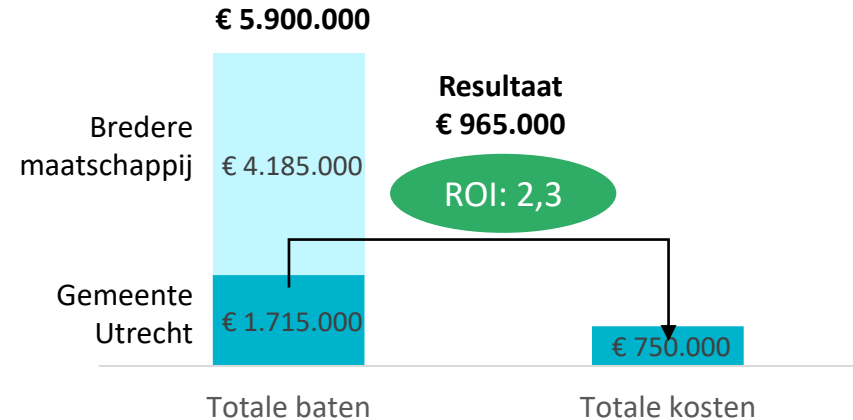 € 5.900.000
Resultaat
€ 965.000
Bredere
maatschappij
€ 4.185.000
ROI: 2,3
Gemeente
Utrecht
€ 1.715.000
€ 750.000
Totale baten
Totale kosten